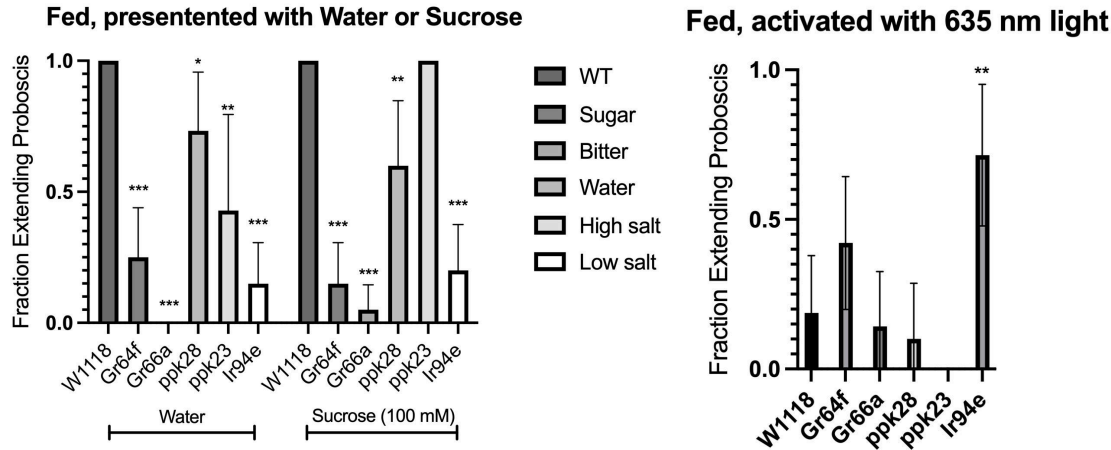 Fed, presentented with Water or Sucrose
Fraction Extending Proboscis
1.0
0.5
0.0
***
***
*
**
***
***
***
**
***
W1118
Gr64f
Gr66a
ppk28
ppk23
Ir94e
W1118
Gr64f
Gr66a
ppk28
ppk23
Ir94e
Water
Sucrose (100 mM)
WT
Sugar
Bitter
Water
High salt
Low salt
Fed, activated with 635 nm light
Fraction Extending Proboscis
1.0
0.5
0.0
**
W1118
Gr64f
Gr66a
ppk28
ppk23
Ir94e